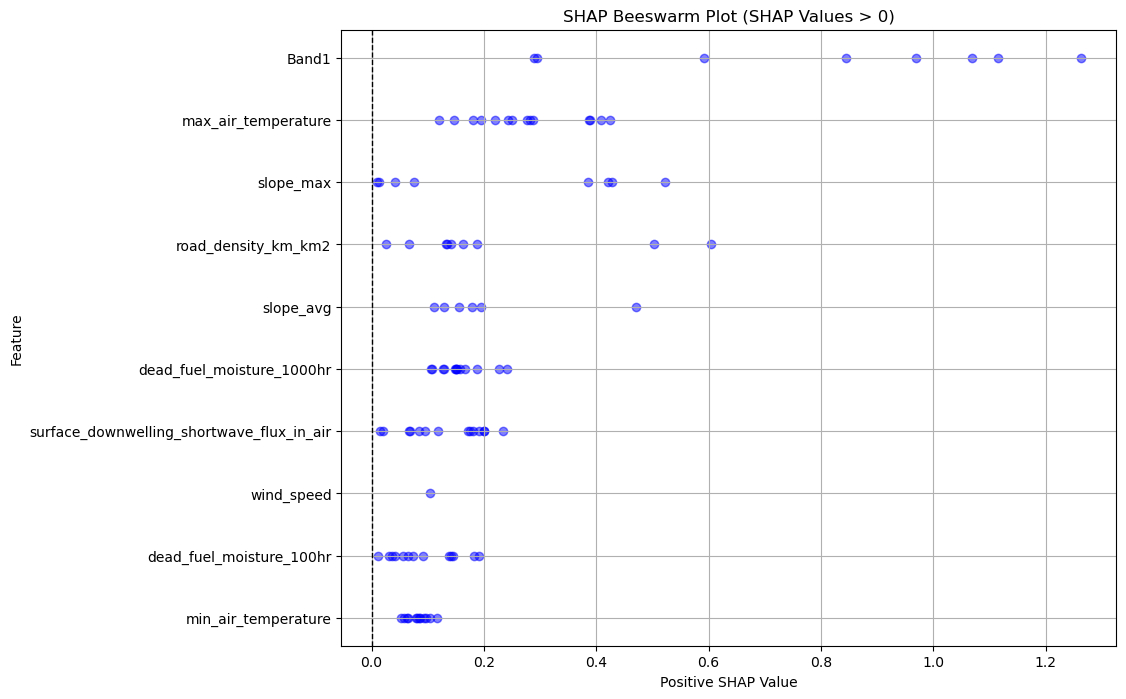 SHAP Beeswarm Plot (SHAP Values > 0)
Feature
Band1
max_air_temperature
slope_max
road_density_km_km2
slope_avg
dead_fuel_moisture_1000hr
surface_downwelling_shortwave_flux_in_air
wind_speed
dead_fuel_moisture_100hr
min_air_temperature
0.0 0.2 0.4 0.6 0.8 1.0 1.2
Positive SHAP Value